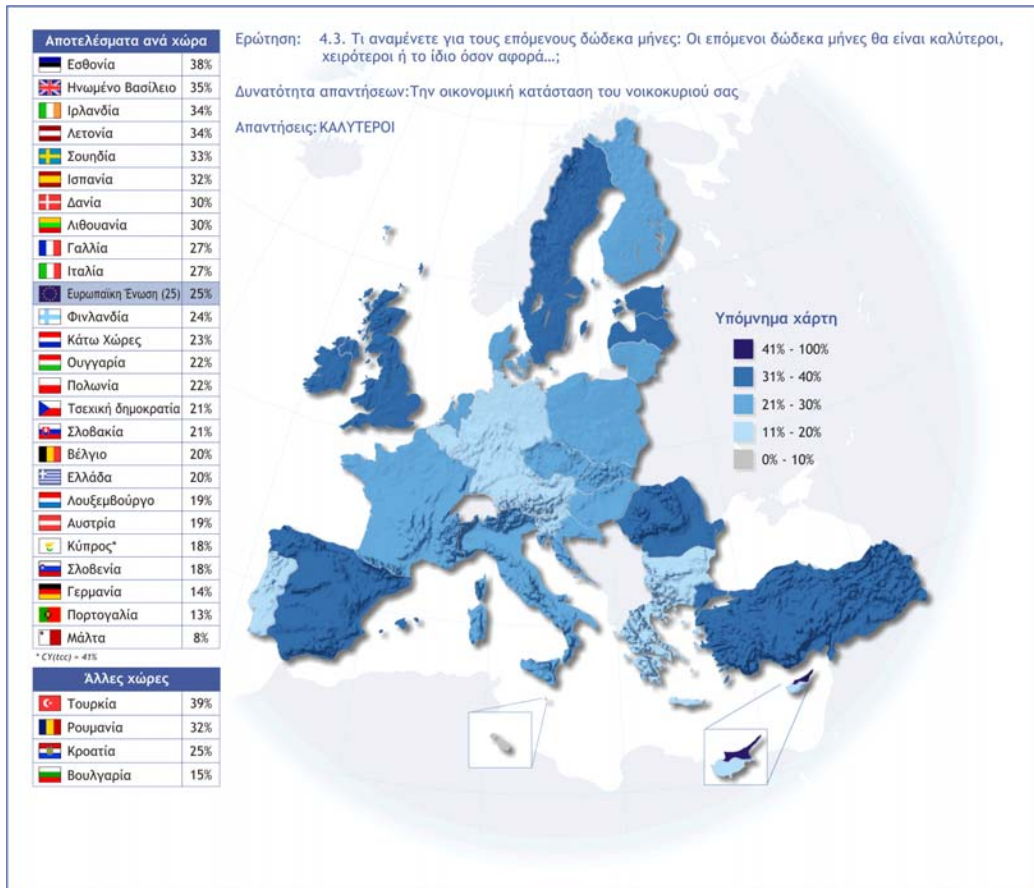 Αποτελέσματα ανά χώρα
Εσθονία 38%
Ηνωμένο Βασίλειο 35%
Ιρλανδία 34%
Λετονία 34%
Σουηδία 33%
Ισπανία 32%
Δανία 30%
Λιθουανία 30%
Γαλλία 27%
Ιταλία 27%
Ευρωπαϊκη Ένωση (25) 25%
Φινλανδία 24%
Κάτω Χώρες 23%
Ουγγαρία 22%
Πολωνία 22%
Τσεχική δημοκρατία 21%
Σλοβακία 21%
Βέλγιο 20%
Ελλάδα 20%
Λουξεμβούργο 19%
Αυστρία 19%
Κύπρος* 18%
Σλοβενία 18%
Γερμανία 14%
Πορτογαλία 13%
Μάλτα 8%
* CY(tcc) = 41%
Άλλες χώρες
Τουρκία 39%
Ρουμανία 32%
Κροατία 25%
Βουλγαρία 15%
Ερώτηση: 4.3. Τι αναμένετε για τους επόμενους δώδεκα μήνες: Οι επόμενοι δώδεκα μήνες θα είναι καλύτεροι,
χειρότεροι ή το ίδιο όσον αφορά...;
Δυνατότητα απαντήσεων:Την οικονομική κατάσταση του νοικοκυριού σας
Απαντήσεις: ΚΑΛΥΤΕΡΟΙ
Υπόμνημα χάρτη
41% - 100%
31% - 40%
21% - 30%
11% - 20%
0% - 10%